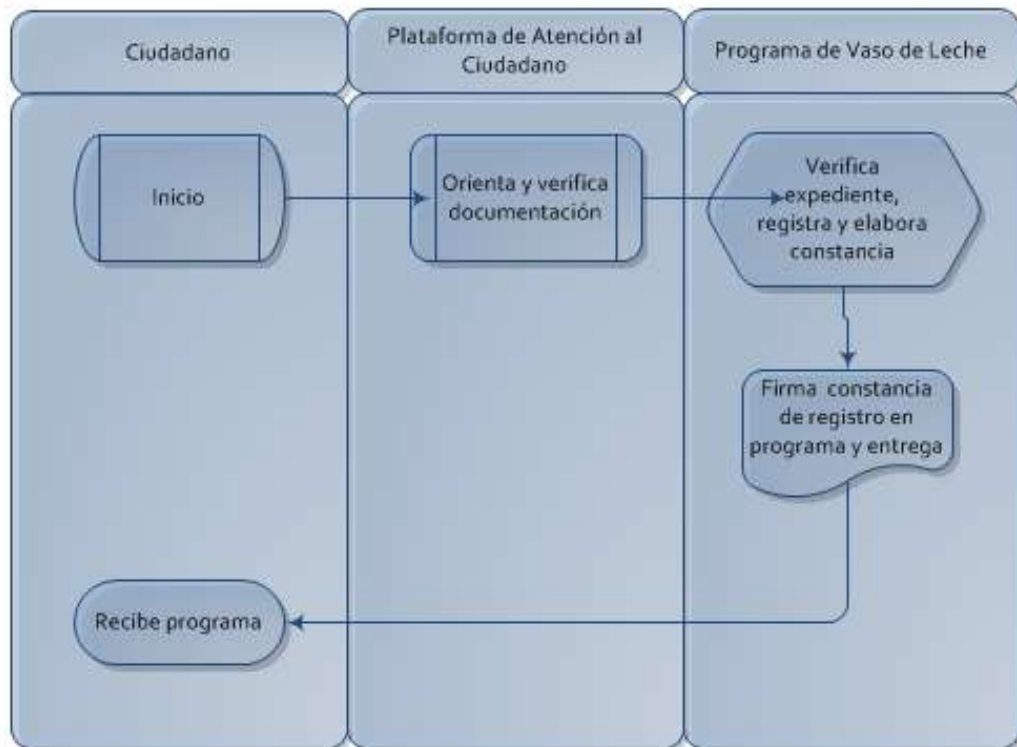 Ciudadano
Plataforma de Atención al
Ciudadano
Programa de Vaso de Leche
Inicio
Orienta y verifica
documentación
Verifica
expediente,
registra y elabora
constancia
Firma constancia
de registro en
programa y entrega
Recibe programa